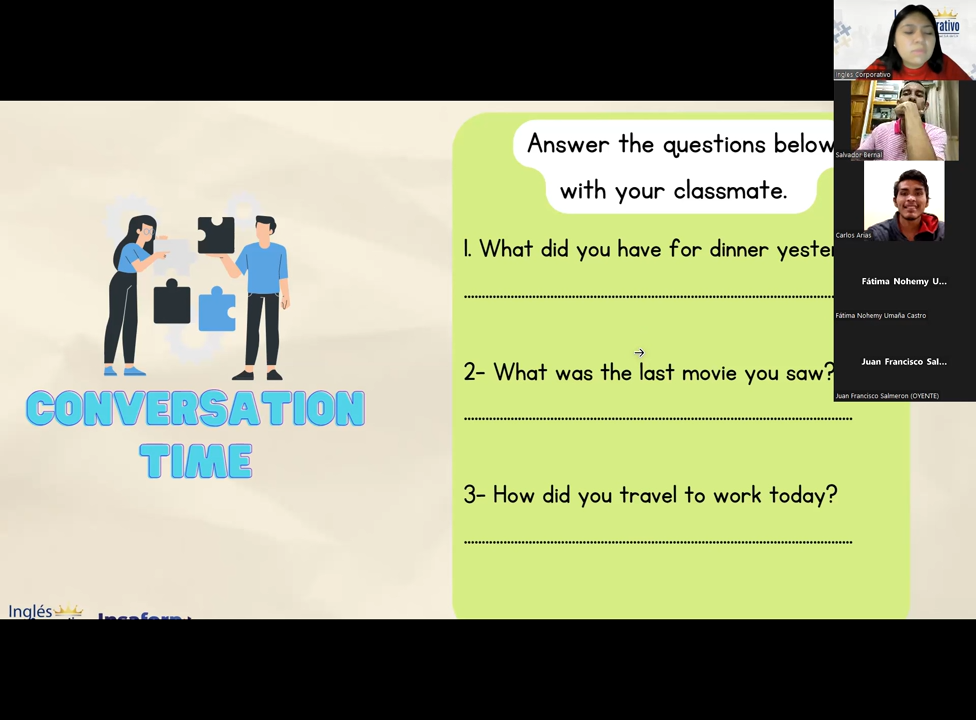 Answer the questions below
with your classmate.
1. What did you have for dinner
2- What was the last movie you saw?
3- How did you travel to work today?
CONVERSATION
TIME
Inglés
Inglés Corporativo
Salvador Bernal
Carlos Arias
Fátima Nohemy U...
Fátima Nohemy Umaña Castro
Juan Francisco Sal...
Juan Francisco Salmeron (OYENTE)